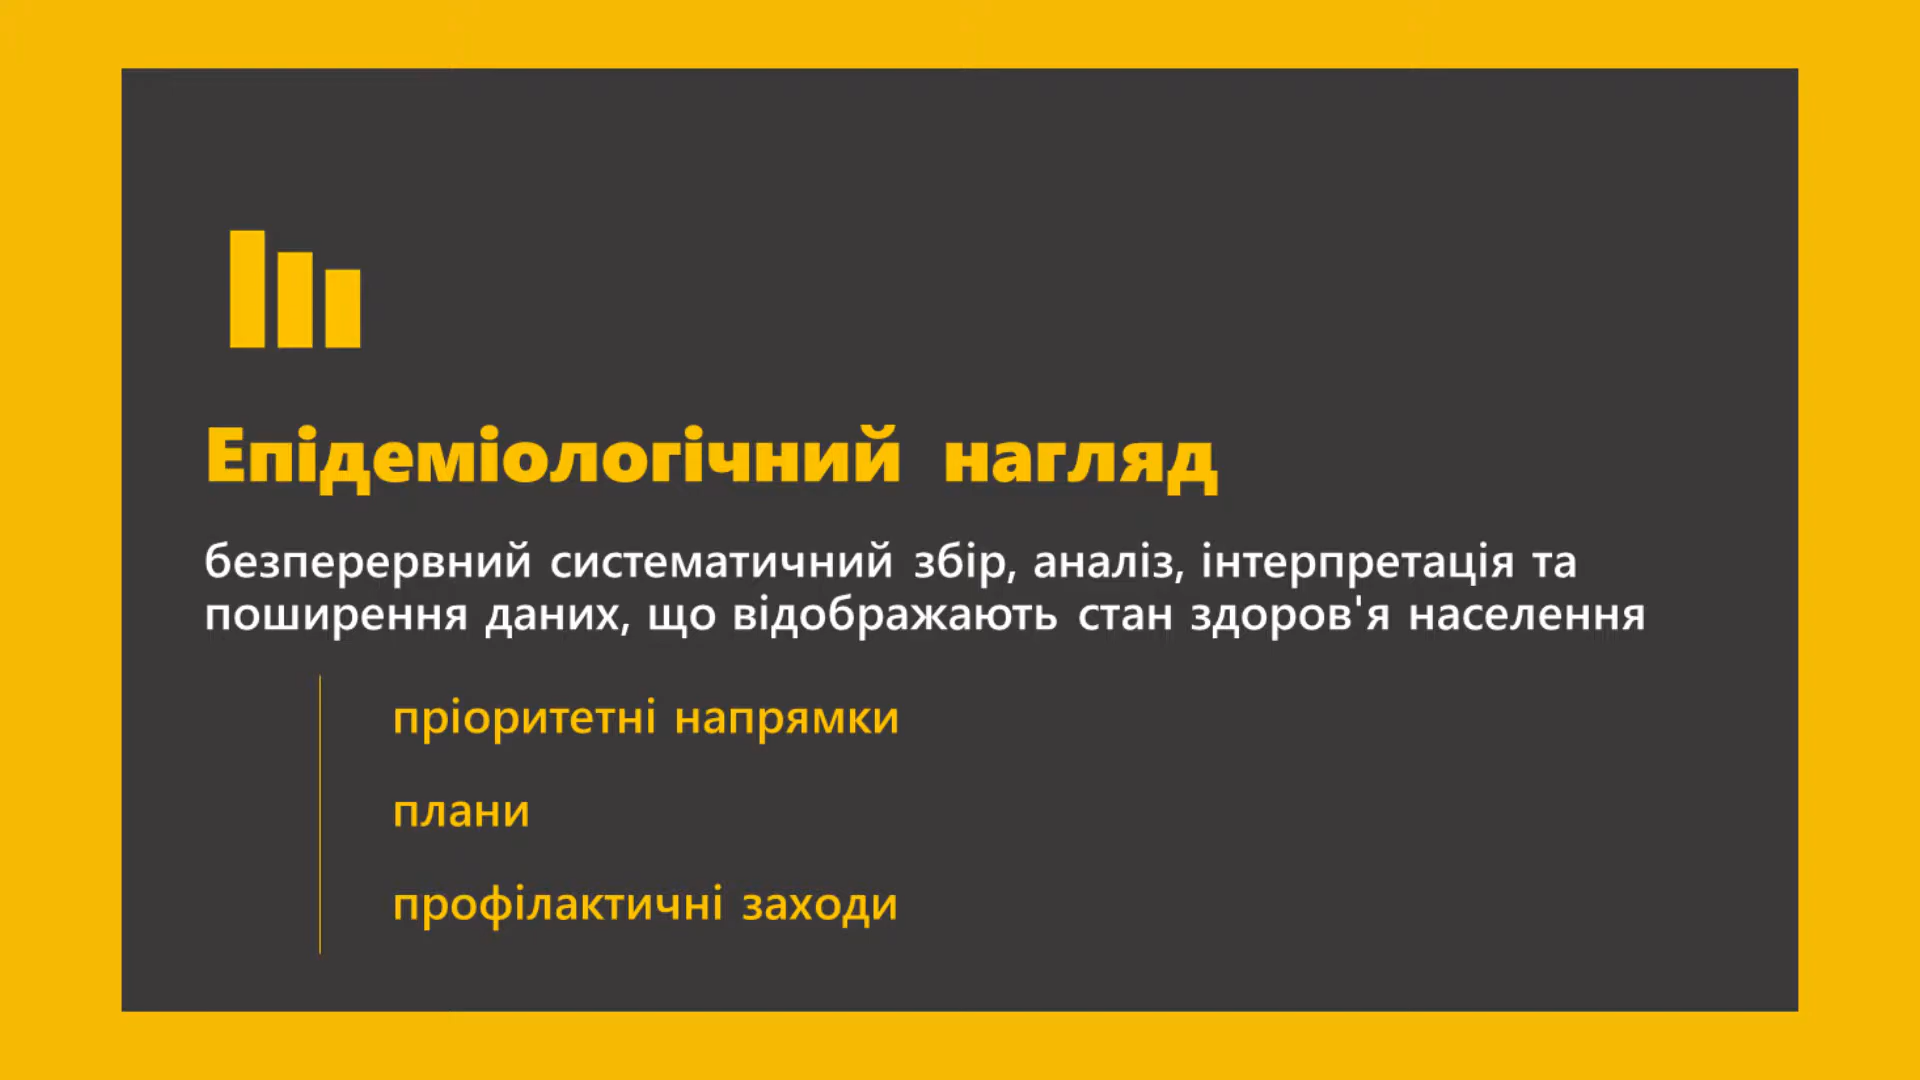 Епідеміологічний нагляд
безперервний систематичний збір, аналіз, інтерпретація та
поширення даних, що відображають стан здоров'я населення
пріоритетні напрямки
плани
профілактичні заходи